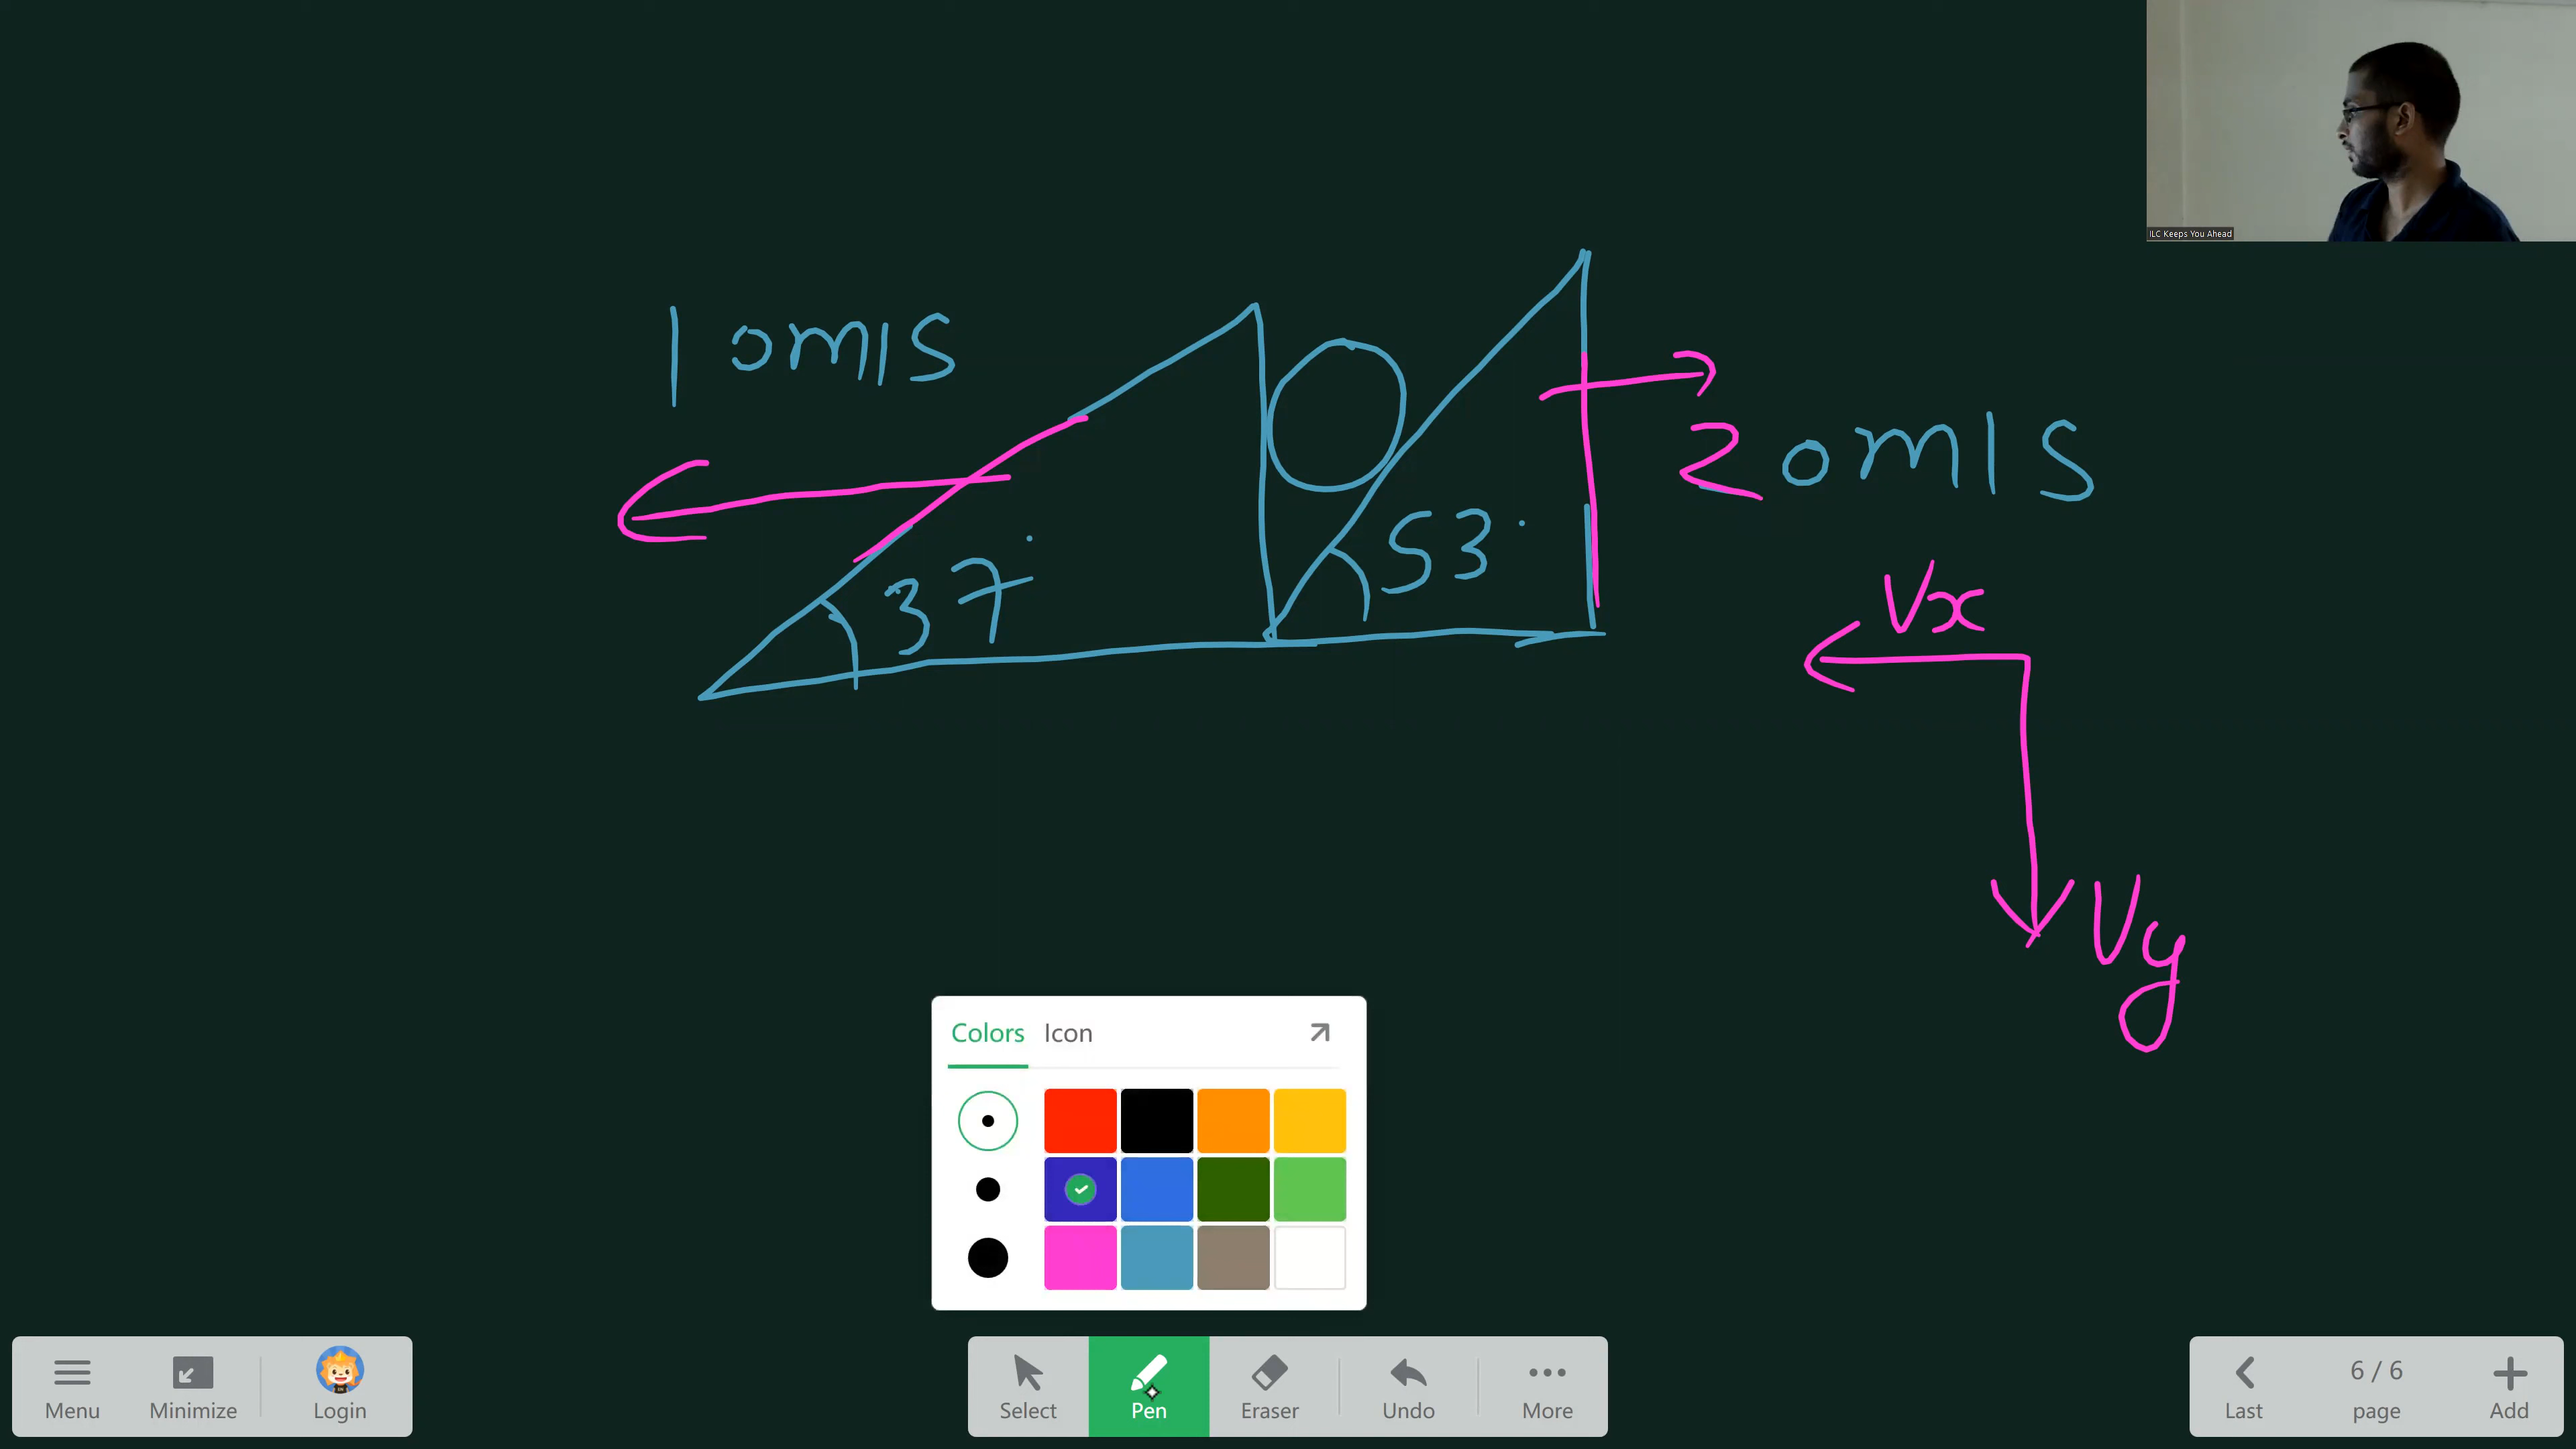 ILC Keeps You Ahead
10m/s
20m/s
37°
53°
Vx
Vy
Colors Icon
Menu Minimize Login
Select Pen Eraser Undo More
6 / 6
Last page Add